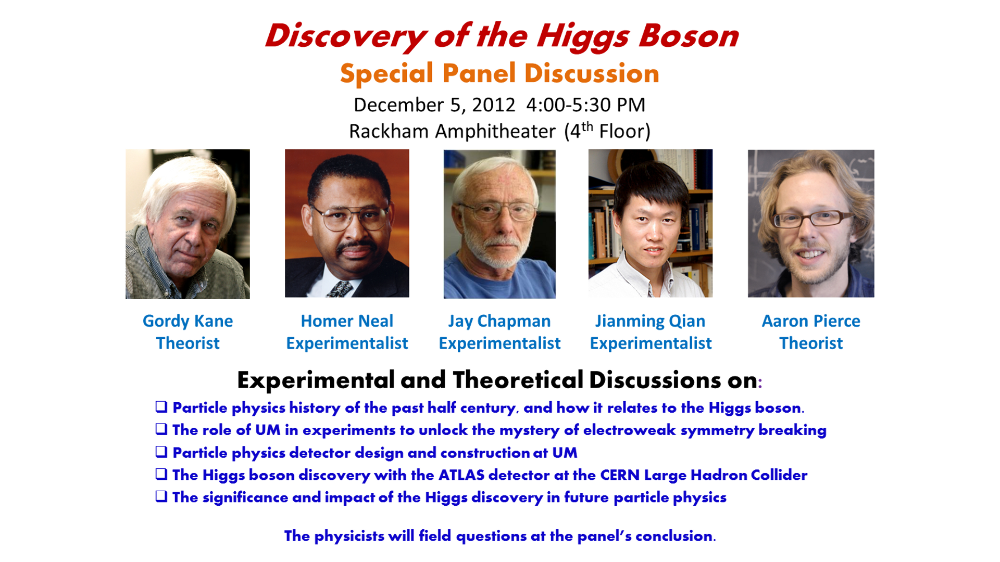 Discovery of the Higgs Boson
Special Panel Discussion
December 5, 2012 4:00-5:30 PM
Rackham Amphitheater (4th Floor)
Gordy Kane
Theorist
Homer Neal
Experimentalist
Jay Chapman
Experimentalist
Jianming Qian
Experimentalist
Aaron Pierce
Theorist
Experimental and Theoretical Discussions on:
❑ Particle physics history of the past half century, and how it relates to the Higgs boson.
❑ The role of UM in experiments to unlock the mystery of electroweak symmetry breaking
❑ Particle physics detector design and construction at UM
❑ The Higgs boson discovery with the ATLAS detector at the CERN Large Hadron Collider
❑ The significance and impact of the Higgs discovery in future particle physics
The physicists will field questions at the panel’s conclusion.